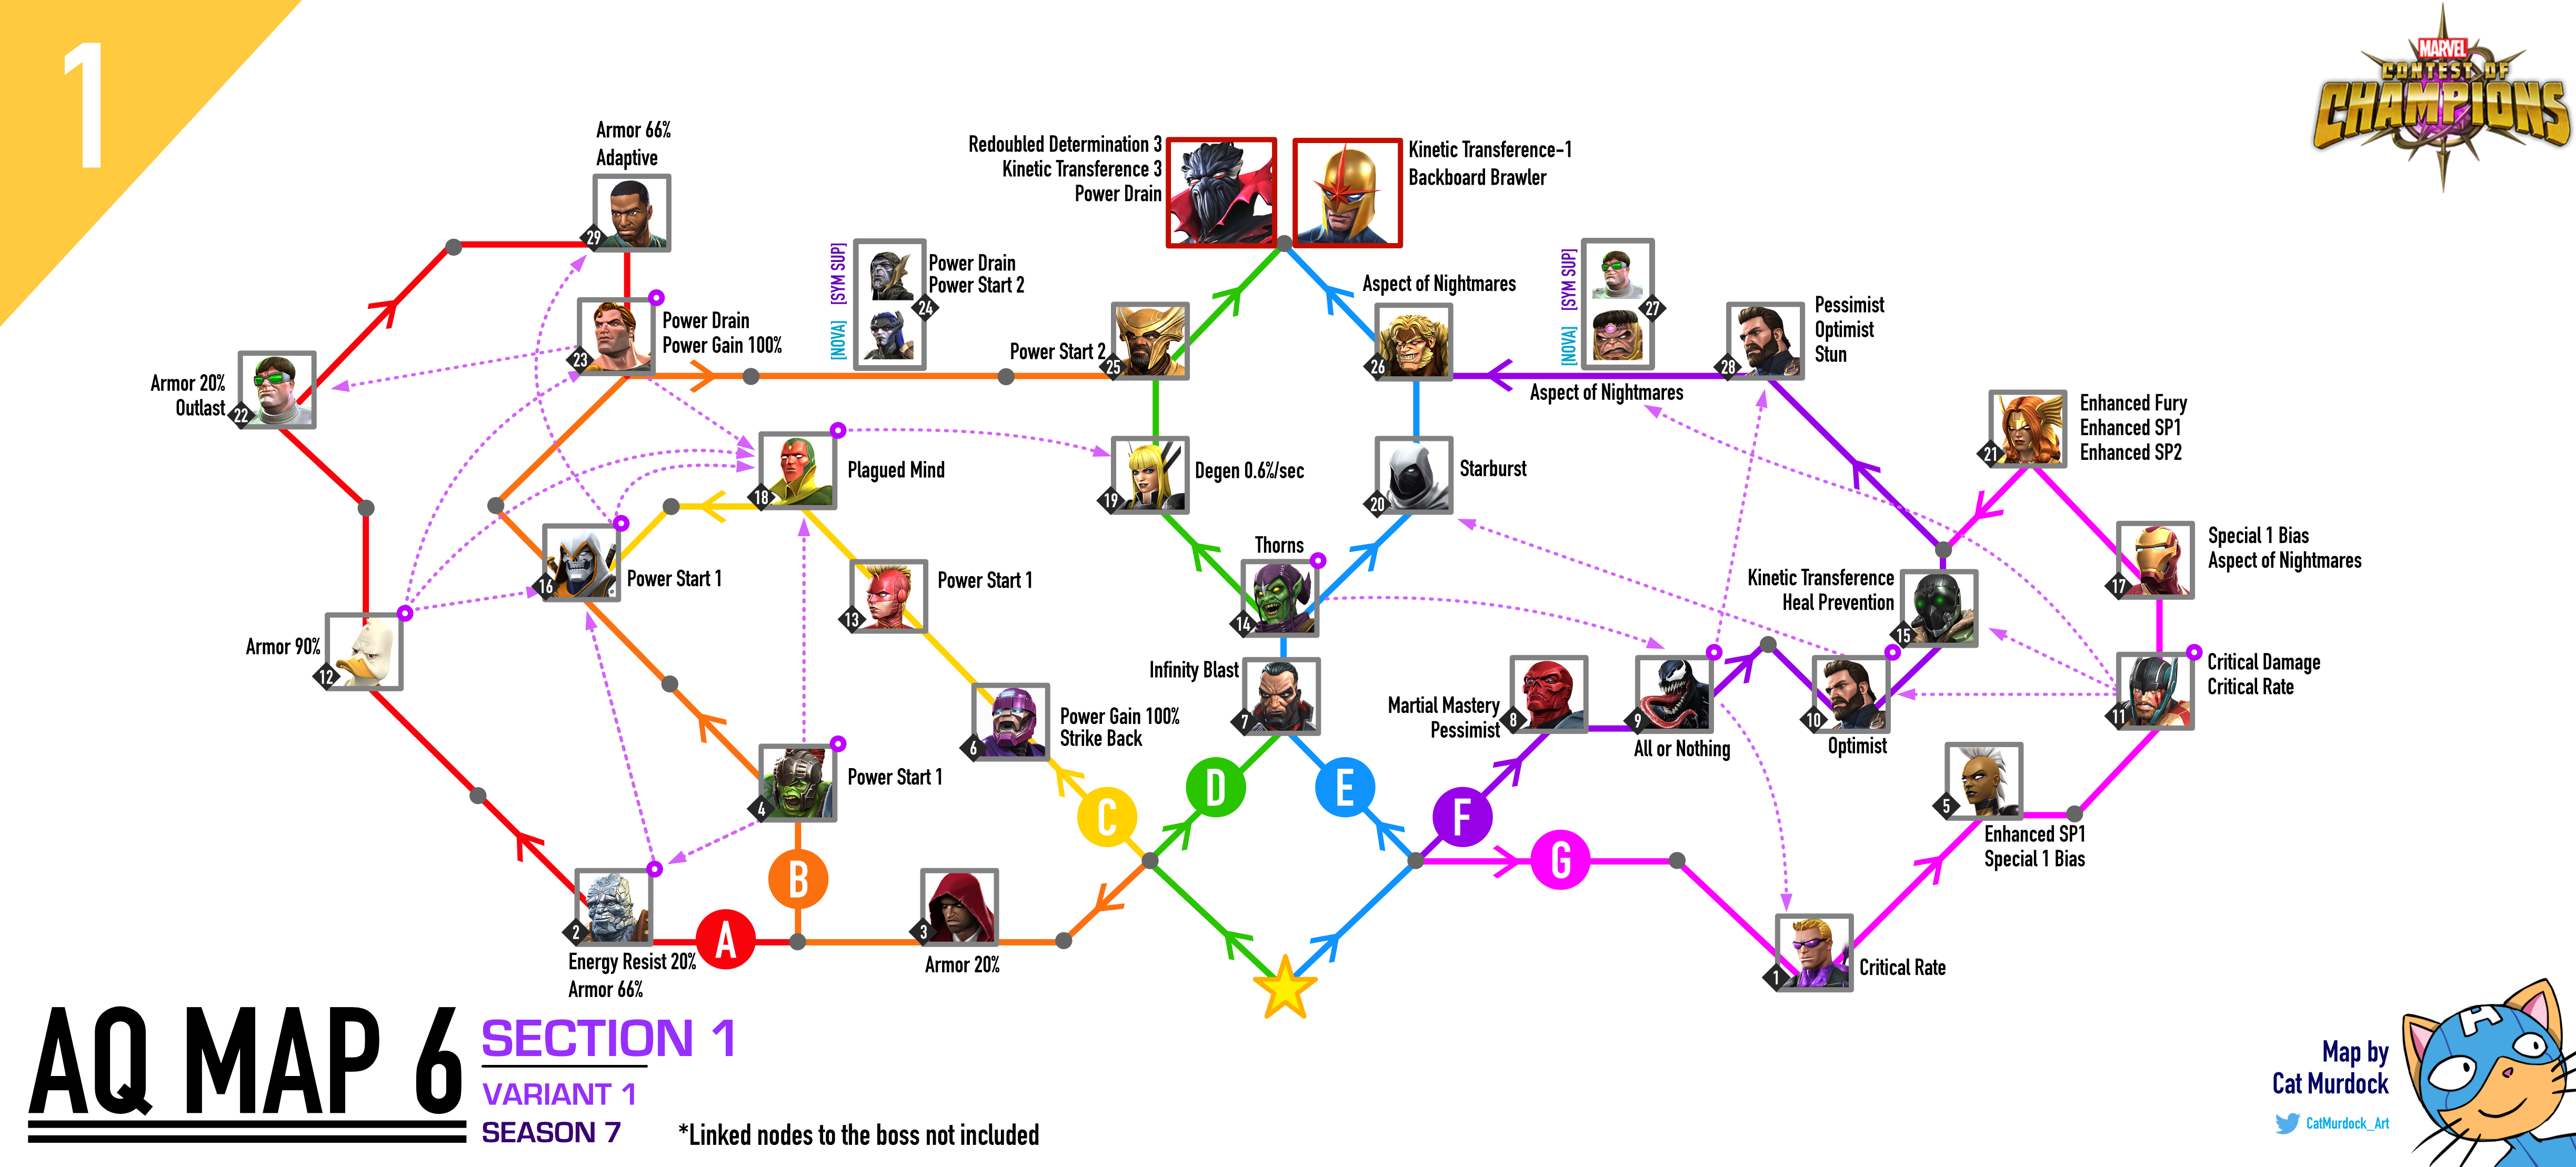 1
MARVEL
CONTEST OF
CHAMPIONS
Armor 66%
Adaptive
29
Redoubled Determination 3
Kinetic Transference 3
Power Drain
Kinetic Transference-1
Backboard Brawler
[SYM SUP]
[NOVA]
Power Drain
Power Start 2
24
Power Drain
Power Gain 100%
23
Power Start 2
25
Aspect of Nightmares
26
[SYM SUP]
[NOVA]
27
Aspect of Nightmares
28
Pessimist
Optimist
Stun
Armor 20%
Outlast
22
Enhanced Fury
Enhanced SP1
Enhanced SP2
21
Plagued Mind
18
Degen 0.6%/sec
19
Starburst
20
Special 1 Bias
Aspect of Nightmares
17
Power Start 1
16
Power Start 1
13
Thorns
14
Kinetic Transference
Heal Prevention
15
Armor 90%
12
Infinity Blast
7
Martial Mastery
Pessimist
8
9
All or Nothing
10
Optimist
Critical Damage
Critical Rate
11
Power Gain 100%
Strike Back
6
Power Start 1
4
5
Enhanced SP1
Special 1 Bias
A
B
C
D
E
F
G
2
Energy Resist 20%
Armor 66%
3
Armor 20%
1
Critical Rate
AQ MAP 6
SECTION 1
VARIANT 1
SEASON 7
*Linked nodes to the boss not included
Map by
Cat Murdock
CatMurdock_Art
A